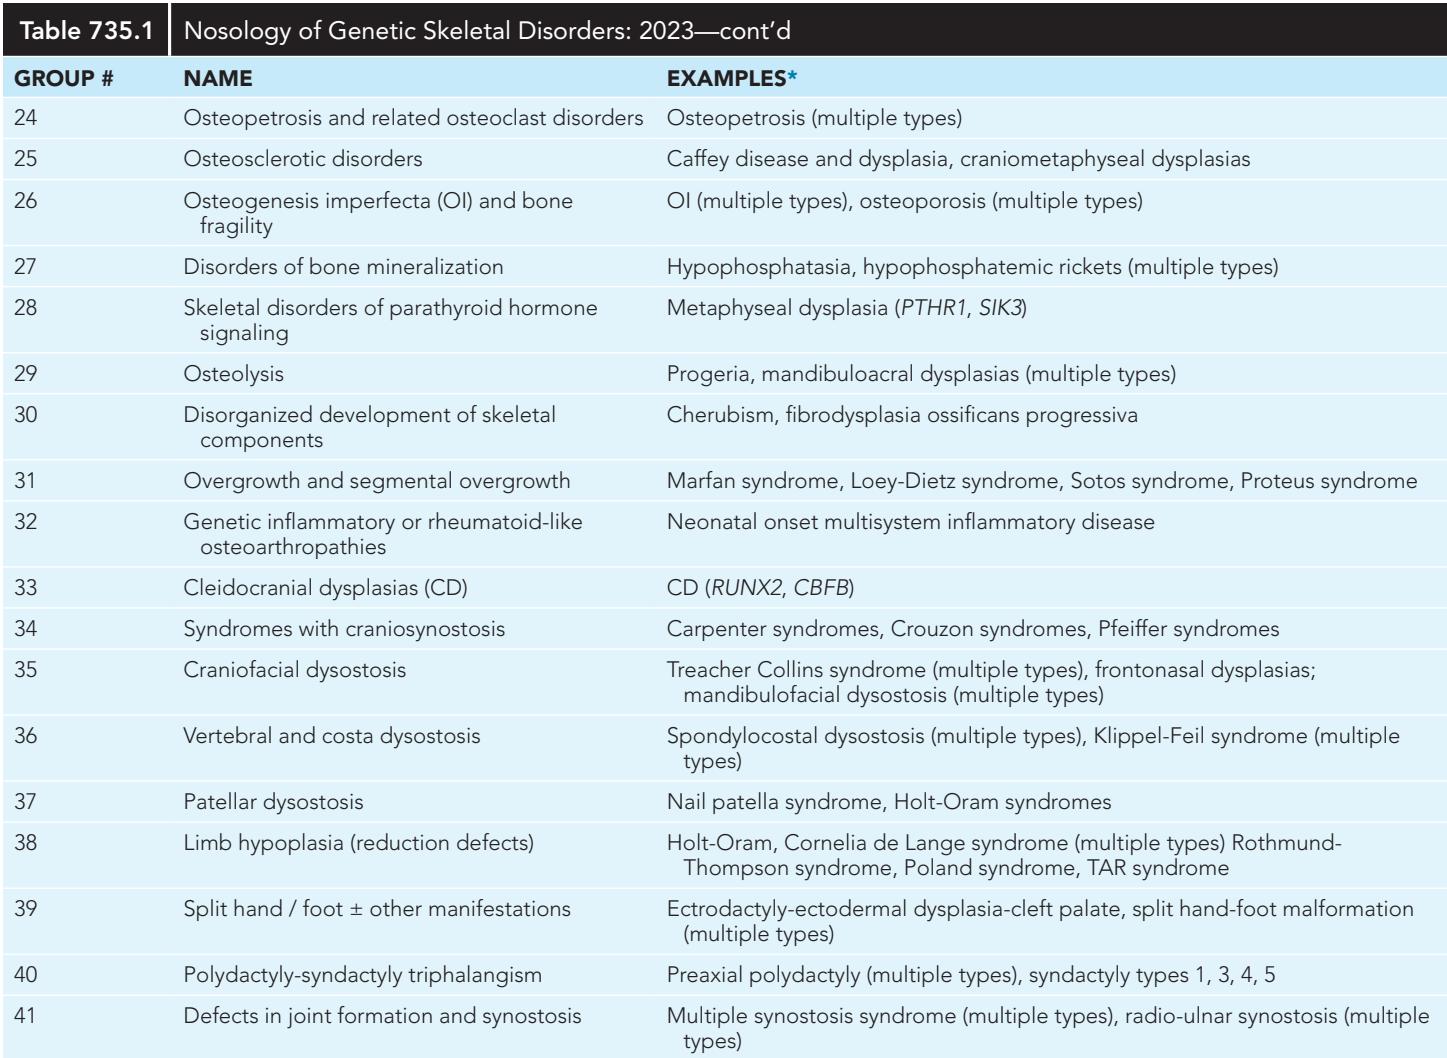 Table 735.1 Nosology of Genetic Skeletal Disorders: 2023—cont'd
GROUP # NAME EXAMPLES*
24 Osteopetrosis and related osteoclast disorders Osteopetrosis (multiple types)
25 Osteosclerotic disorders Caffey disease and dysplasia, craniometaphyseal dysplasias
26 Osteogenesis imperfecta (OI) and bone OI (multiple types), osteoporosis (multiple types)
fragility
27 Disorders of bone mineralization Hypophosphatasia, hypophosphatemic rickets (multiple types)
28 Skeletal disorders of parathyroid hormone Metaphyseal dysplasia (PTHR1, SIK3)
signaling
29 Osteolysis Progeria, mandibuloacral dysplasias (multiple types)
30 Disorganized development of skeletal Cherubism, fibrodysplasia ossificans progressiva
components
31 Overgrowth and segmental overgrowth Marfan syndrome, Loey-Dietz syndrome, Sotos syndrome, Proteus syndrome
32 Genetic inflammatory or rheumatoid-like Neonatal onset multisystem inflammatory disease
osteoarthropathies
33 Cleidocranial dysplasias (CD) CD (RUNX2, CBFB)
34 Syndromes with craniosynostosis Carpenter syndromes, Crouzon syndromes, Pfeiffer syndromes
35 Craniofacial dysostosis Treacher Collins syndrome (multiple types), frontonasal dysplasias;
mandibulofacial dysostosis (multiple types)
36 Vertebral and costa dysostosis Spondylocostal dysostosis (multiple types), Klippel-Feil syndrome (multiple
types)
37 Patellar dysostosis Nail patella syndrome, Holt-Oram syndromes
38 Limb hypoplasia (reduction defects) Holt-Oram, Cornelia de Lange syndrome (multiple types) Rothmund-
Thompson syndrome, Poland syndrome, TAR syndrome
39 Split hand / foot ± other manifestations Ectrodactyly-ectodermal dysplasia-cleft palate, split hand-foot malformation
(multiple types)
40 Polydactyly-syndactyly triphalangism Preaxial polydactyly (multiple types), syndactyly types 1, 3, 4, 5
41 Defects in joint formation and synostosis Multiple synostosis syndrome (multiple types), radio-ulnar synostosis (multiple
types)